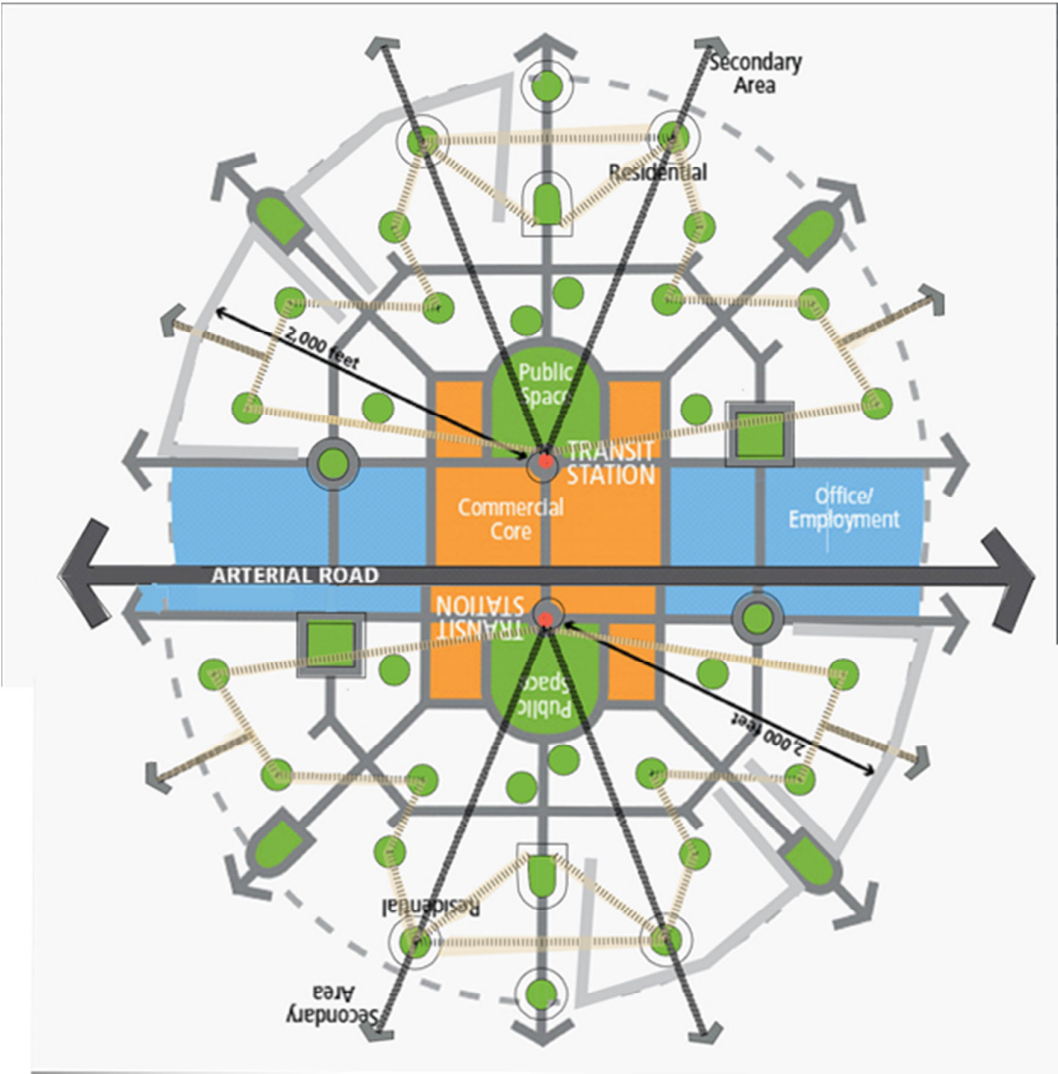 Secondary
Area
Residential
2,000 feet
Public
Space
TRANSIT
STATION
Commercial
Core
Office/
Employment
ARTERIAL ROAD
TRANSIT
STATION
Public
Space
2,000 feet
Residential
Secondary
Area